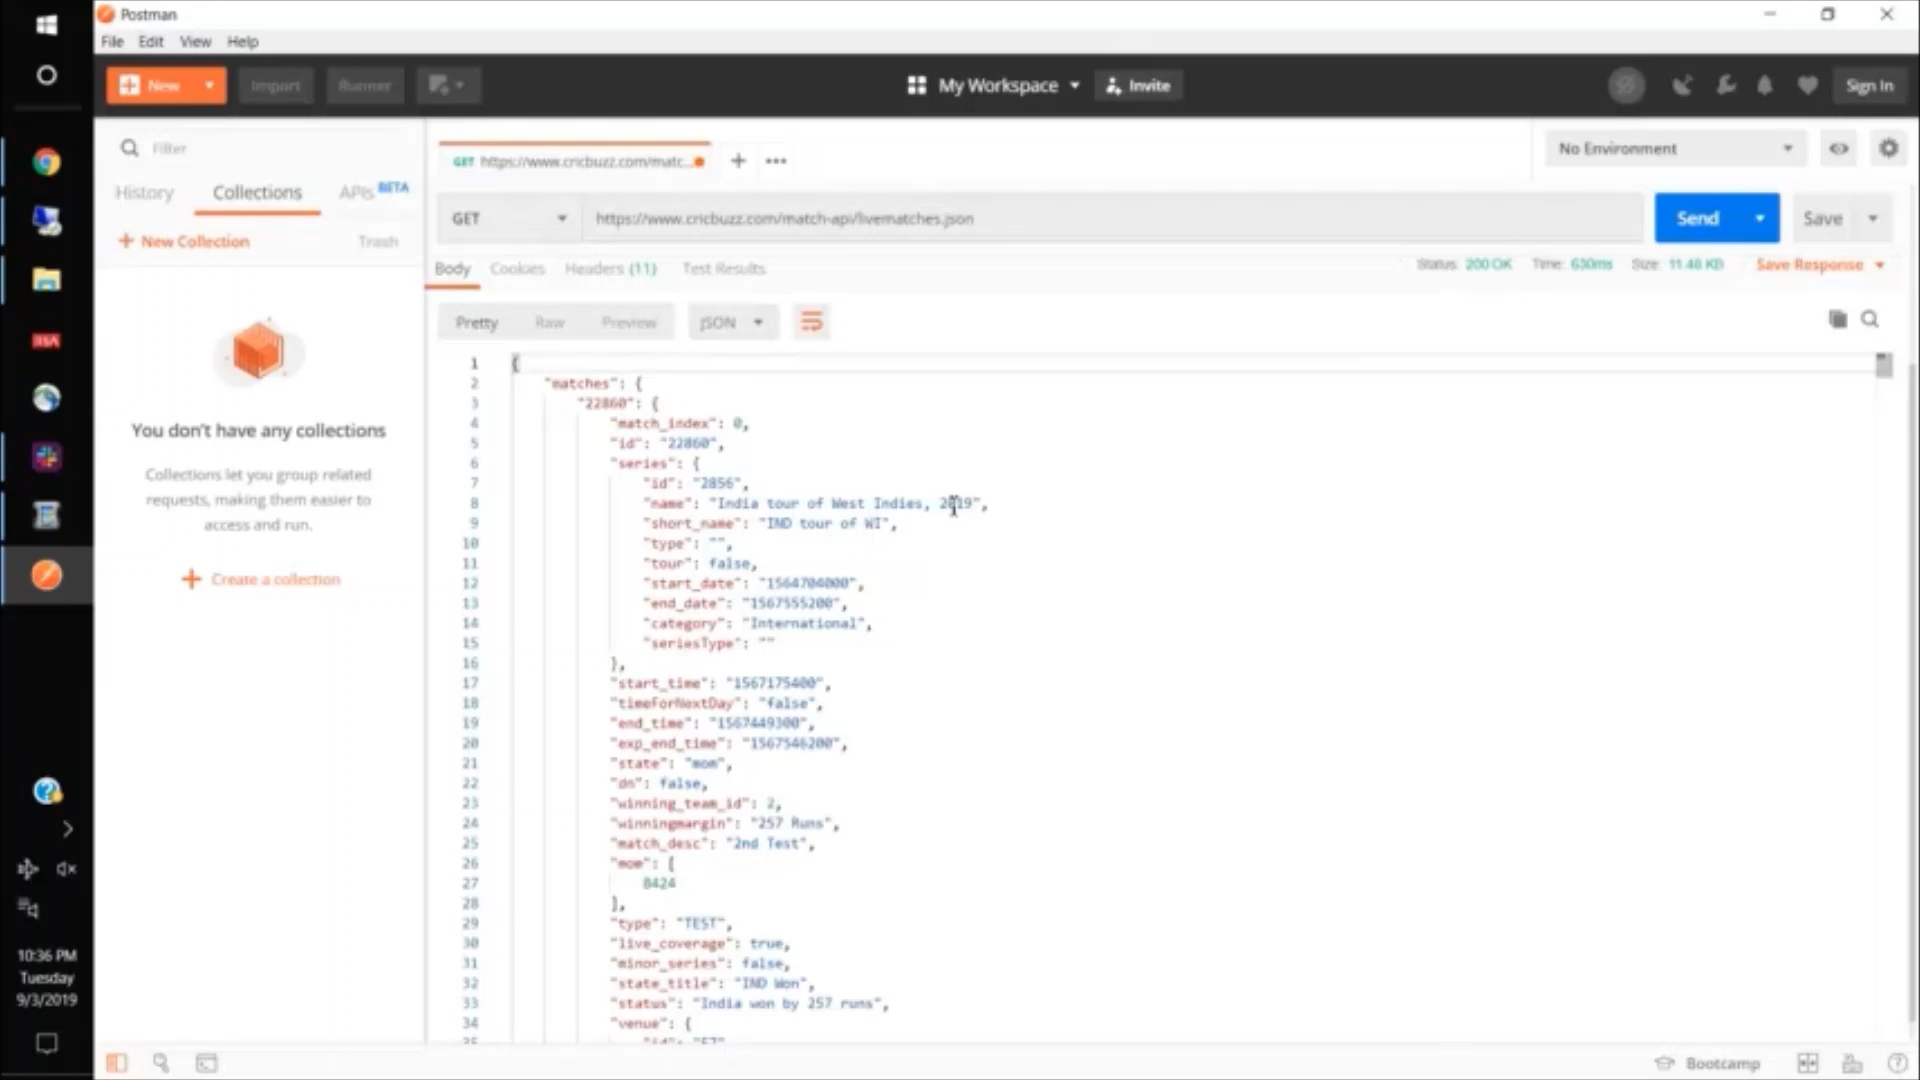 Postman
File Edit View Help
New Import Runner My Workspace Invite Sign In
Filter
History Collections APIs BETA
+ New Collection Trash
You don't have any collections
Collections let you group related
requests, making them easier to
access and run.
+ Create a collection
GET https://www.cricbuzz.com/matc... + •••
No Environment
GET https://www.cricbuzz.com/match-api/livematches.json Send Save
Body Cookies Headers (11) Test Results Status: 200 OK Time: 630ms Size: 11.48 KB Save Response
Pretty Raw Preview JSON
1 {
2 "matches": {
3 "22860": {
4 "match_index": 0,
5 "id": "22860",
6 "series": {
7 "id": "2856",
8 "name": "India tour of West Indies, 2019",
9 "short_name": "IND tour of WI",
10 "type": "",
11 "tour": false,
12 "start_date": "1564704000",
13 "end_date": "1567555200",
14 "category": "International",
15 "seriesType": ""
16 },
17 "start_time": "1567175400",
18 "timeForNextDay": "false",
19 "end_time": "1567449300",
20 "exp_end_time": "1567546200",
21 "state": "mom",
22 "dn": false,
23 "winning_team_id": 2,
24 "winningmargin": "257 Runs",
25 "match_desc": "2nd Test",
26 "mom": [
27 8424
28 ],
29 "type": "TEST",
30 "live_coverage": true,
31 "minor_series": false,
32 "state_title": "IND Won",
33 "status": "India won by 257 runs",
34 "venue": {
10:36 PM
Tuesday
9/3/2019
Bootcamp